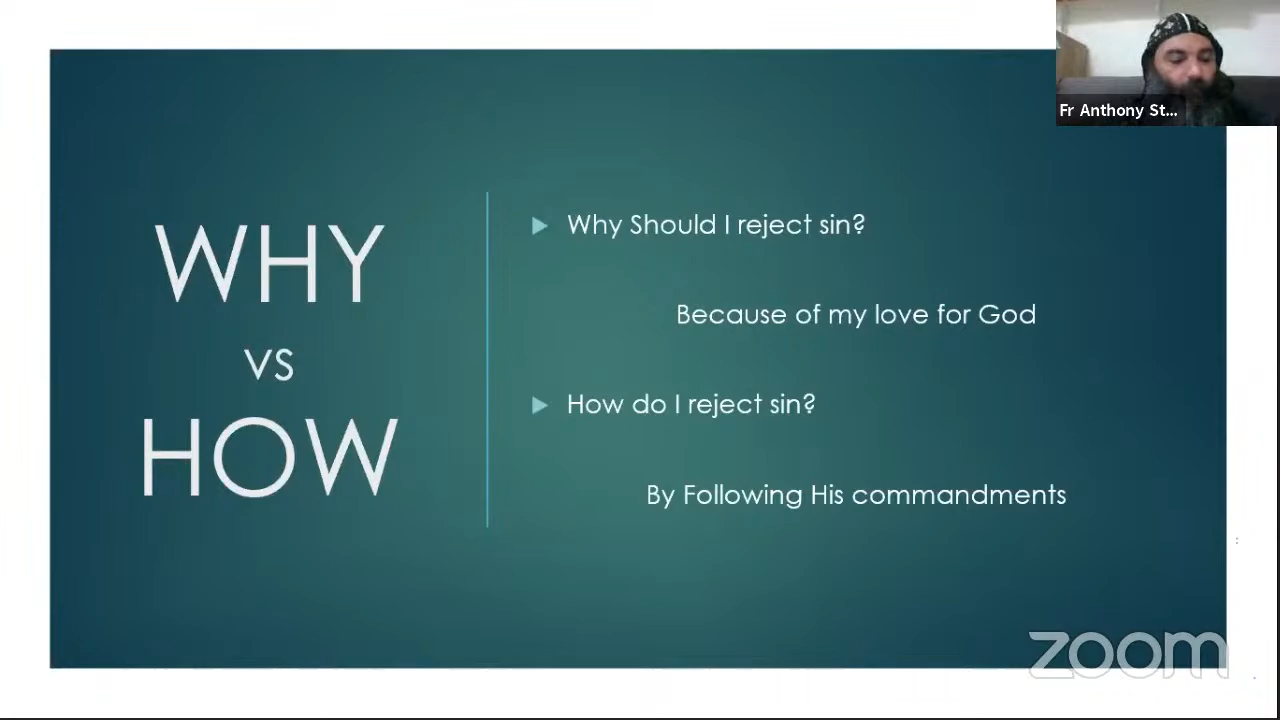 Fr Anthony St...
WHY
vs
HOW
Why Should I reject sin?
Because of my love for God
How do I reject sin?
By Following His commandments
zoom